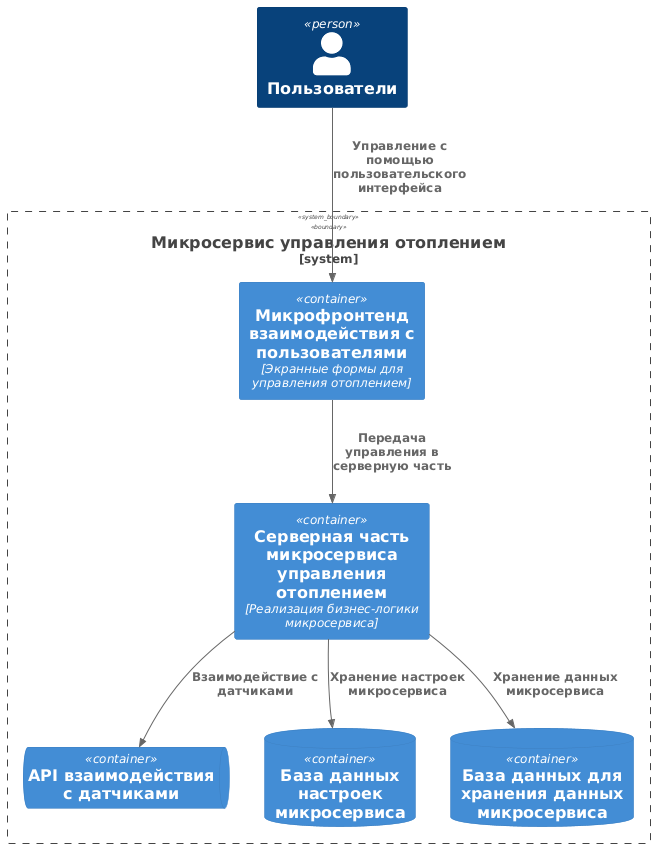 «person»
Пользователи
Управление с
помощью
пользовательского
интерфейса
«system_boundary»
«boundary»
Микросервис управления отоплением
[system]
«container»
Микрофронтенд
взаимодействия с
пользователями
[Экранные формы для
управления отоплением]
Передача
управления в
серверную часть
«container»
Серверная часть
микросервиса
управления
отоплением
[Реализация бизнес-логики
микросервиса]
Взаимодействие с
датчиками
Хранение настроек
микросервиса
Хранение данных
микросервиса
«container»
API взаимодействия
с датчиками
«container»
База данных
настроек
микросервиса
«container»
База данных для
хранения данных
микросервиса